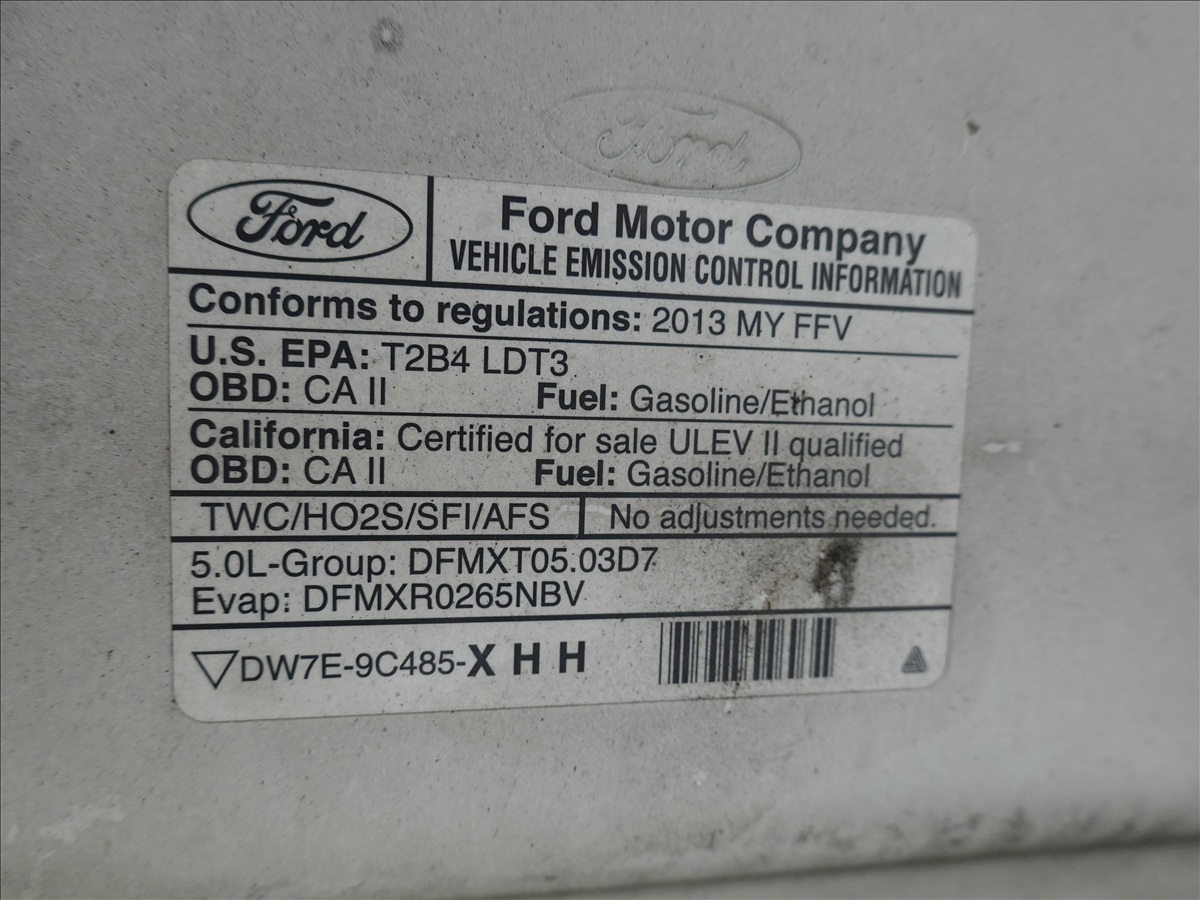 Ford
Ford
Ford Motor Company
VEHICLE EMISSION CONTROL INFORMATION
Conforms to regulations: 2013 MY FFV
U.S. EPA: T2B4 LDT3
OBD: CA II Fuel: Gasoline/Ethanol
California: Certified for sale ULEV II qualified
OBD: CA II Fuel: Gasoline/Ethanol
TWC/HO2S/SFI/AFS No adjustments needed.
5.0L-Group: DFMXT05.03D7
Evap: DFMXR0265NBV
DW7E-9C485-X H H